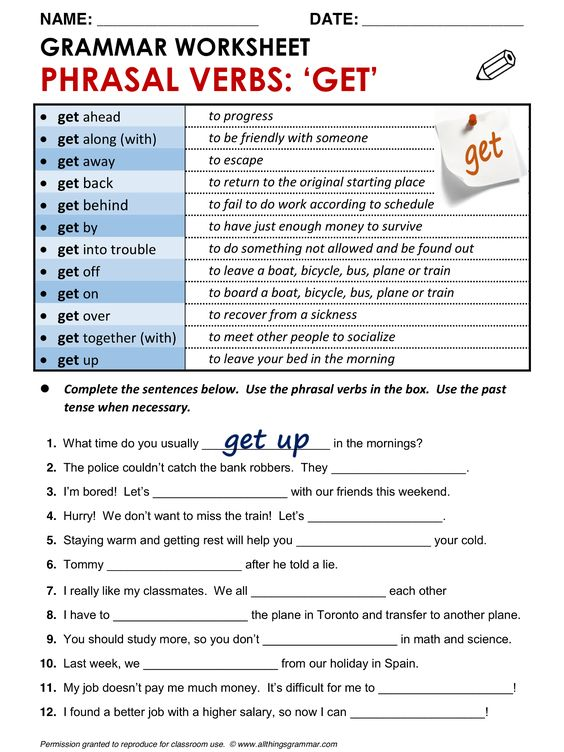 NAME: ____________________ DATE: ____________________
GRAMMAR WORKSHEET
PHRASAL VERBS: ‘GET’
• get ahead to progress
• get along (with) to be friendly with someone
• get away to escape
• get back to return to the original starting place
• get behind to fail to do work according to schedule
• get by to have just enough money to survive
• get into trouble to do something not allowed and be found out
• get off to leave a boat, bicycle, bus, plane or train
• get on to board a boat, bicycle, bus, plane or train
• get over to recover from a sickness
• get together (with) to meet other people to socialize
• get up to leave your bed in the morning
get
● Complete the sentences below. Use the phrasal verbs in the box. Use the past
tense when necessary.
1. What time do you usually get up in the mornings?
2. The police couldn’t catch the bank robbers. They ____________________.
3. I’m bored! Let’s ____________________ with our friends this weekend.
4. Hurry! We don’t want to miss the train! Let’s ____________________.
5. Staying warm and getting rest will help you ____________________ your cold.
6. Tommy ____________________ after he told a lie.
7. I really like my classmates. We all ____________________ each other
8. I have to ____________________ the plane in Toronto and transfer to another plane.
9. You should study more, so you don’t ____________________ in math and science.
10. Last week, we ____________________ from our holiday in Spain.
11. My job doesn’t pay me much money. It’s difficult for me to ____________________!
12. I found a better job with a higher salary, so now I can ____________________!
Permission granted to reproduce for classroom use. © www.allthingsgrammar.com